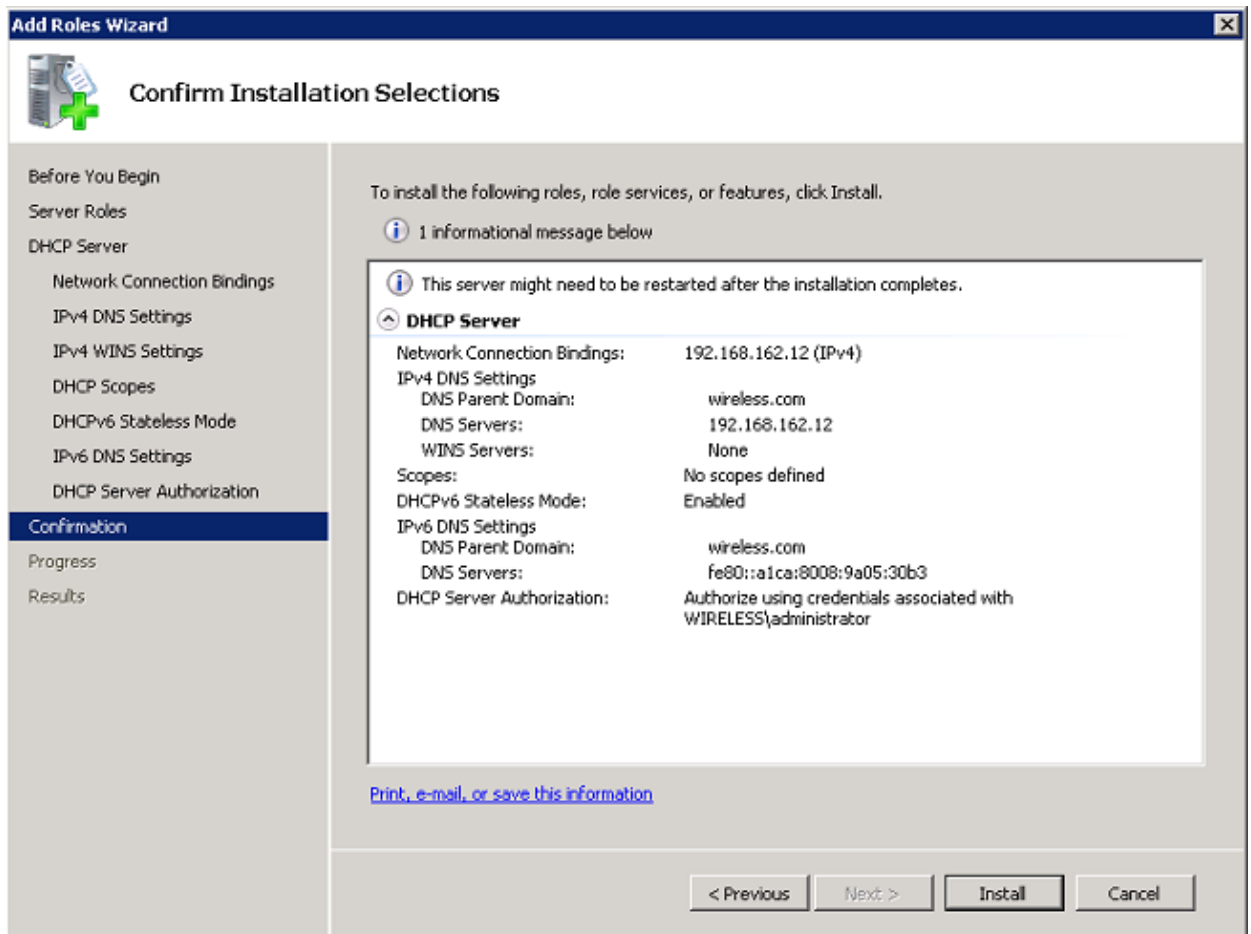 Add Roles Wizard
Confirm Installation Selections
Before You Begin
Server Roles
DHCP Server
Network Connection Bindings
IPv4 DNS Settings
IPv4 WINS Settings
DHCP Scopes
DHCPv6 Stateless Mode
IPv6 DNS Settings
DHCP Server Authorization
Confirmation
Progress
Results
To install the following roles, role services, or features, click Install.
1 informational message below
This server might need to be restarted after the installation completes.
DHCP Server
Network Connection Bindings: 192.168.162.12 (IPv4)
IPv4 DNS Settings
DNS Parent Domain: wireless.com
DNS Servers: 192.168.162.12
WINS Servers: None
Scopes: No scopes defined
DHCPv6 Stateless Mode: Enabled
IPv6 DNS Settings
DNS Parent Domain: wireless.com
DNS Servers: fe80::a1ca:8008:9a05:30b3
DHCP Server Authorization: Authorize using credentials associated with
WIRELESS\administrator
Print, e-mail, or save this information
< Previous Next > Install Cancel